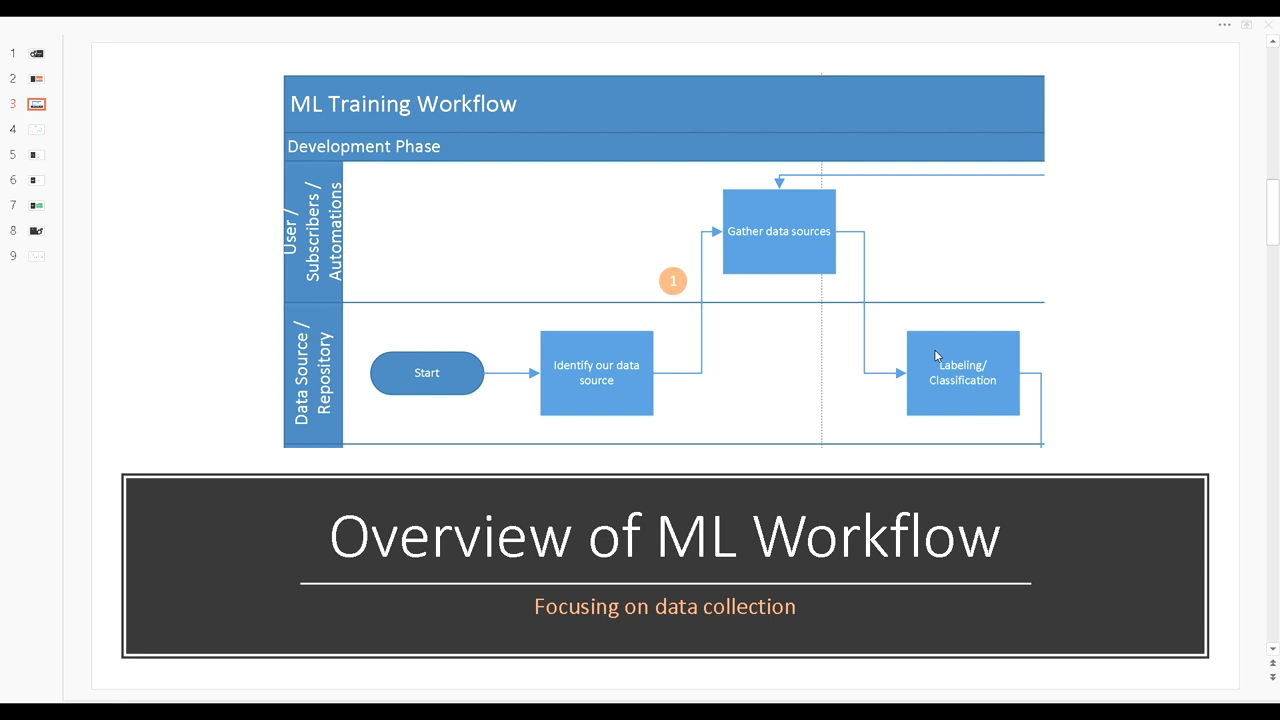 1
2
3
4
5
6
7
8
9
ML Training Workflow
Development Phase
User /
Subscribers /
Automations
Gather data sources
1
Data Source /
Repository
Start
Identify our data
source
Labeling/
Classification
Overview of ML Workflow
Focusing on data collection